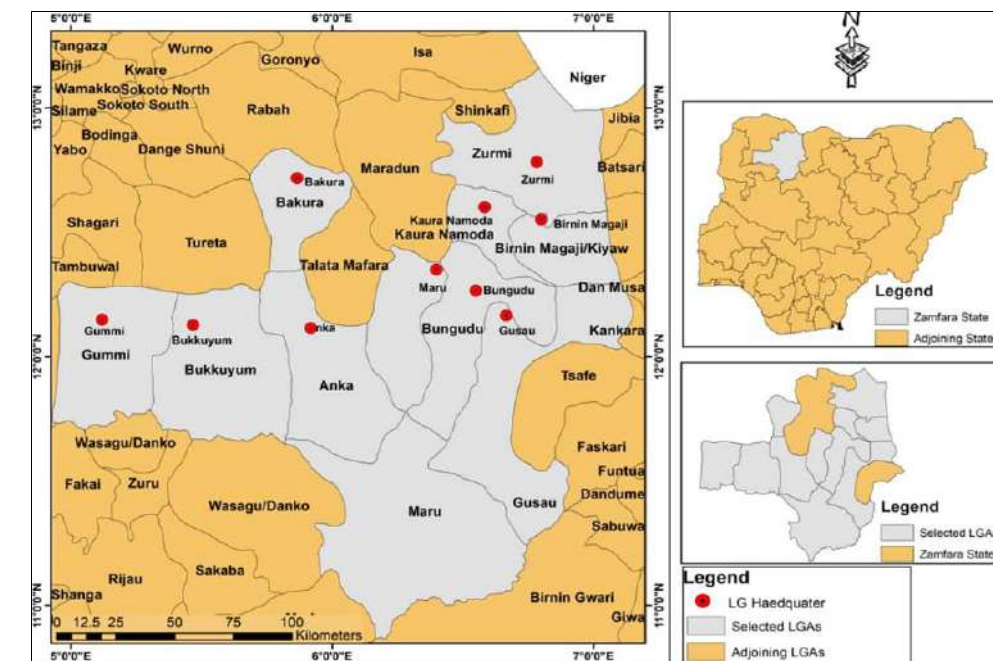 5°0'0"E
6°0'0"E
7°0'0"E
N
Tangaza
Wurno
Isa
Binji
Goronyo
Kware
Niger
Wamakko
Sokoto North
Sokoto South
Silame
Rabah
Shinkafi
13°0'0"N
13°0'0"N
Jibia
Bodinga
Yabo
Dange Shuni
Zurmi
Maradun
Batsari
Zurmi
Bakura
Bakura
Shagari
Kaura Namoda
Birnin Magaji
Kaura Namoda
Tureta
Birnin Magaji/Kiyaw
Tambuwal
Talata Mafara
Maru
Bungudu
Dan Musa
Gummi
Bukkuyum
nka
Bungudu
Gusau
Kankara
Gummi
12°0'0"N
12°0'0"N
Bukkuyum
Anka
Tsafe
Wasagu/Danko
Faskari
Fakai
Zuru
Funtua
Wasagu/Danko
Maru
Gusau
Dandume
Sabuwa
Rijau
Sakaba
Shanga
Birnin Gwari
11°0'0"N
11°0'0"N
Giwa
0 12.5 25 50 75 100
Kilometers
5°0'0"E
6°0'0"E
7°0'0"E
Legend
Zamfara State
Adjoining State
Legend
Selected LGA
Zamfara State
Legend
LG Haedquater
Selected LGAs
Adjoining LGAs